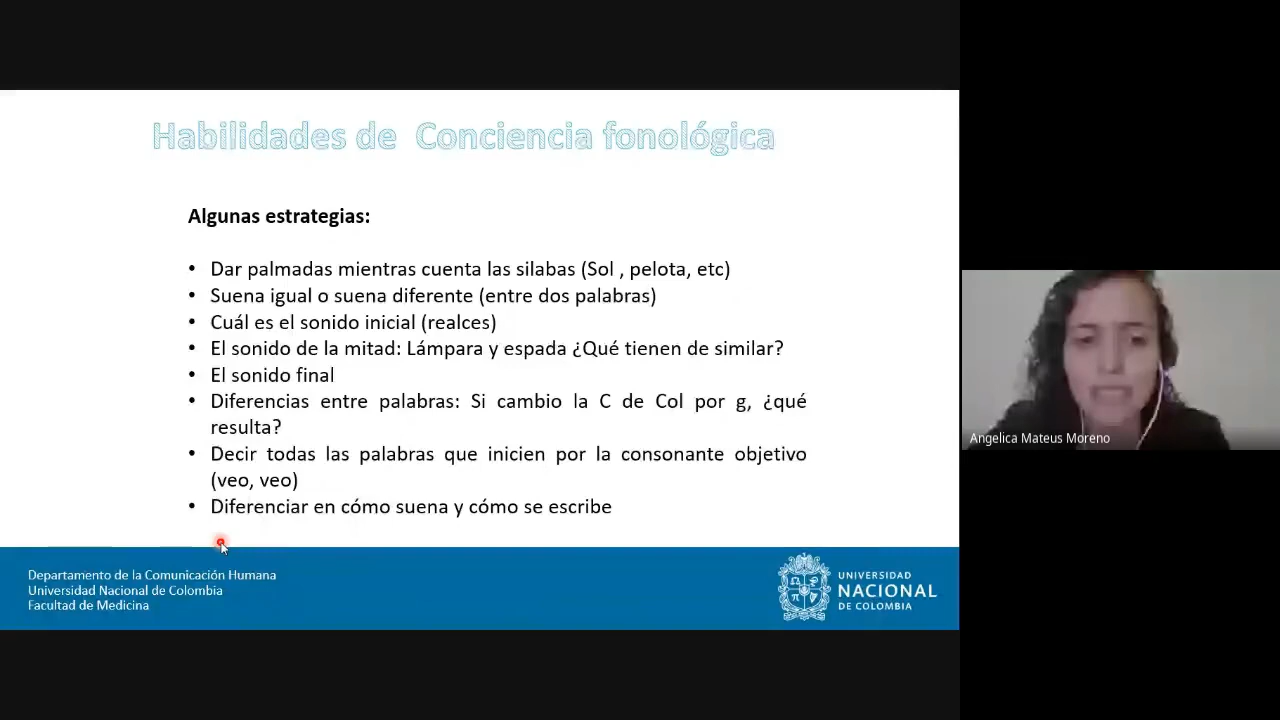 Habilidades de Conciencia fonológica
Algunas estrategias:
• Dar palmadas mientras cuenta las silabas (Sol , pelota, etc)
• Suena igual o suena diferente (entre dos palabras)
• Cuál es el sonido inicial (realces)
• El sonido de la mitad: Lámpara y espada ¿Qué tienen de similar?
• El sonido final
• Diferencias entre palabras: Si cambio la C de Col por g, ¿qué
resulta?
• Decir todas las palabras que inicien por la consonante objetivo
(veo, veo)
• Diferenciar en cómo suena y cómo se escribe
Departamento de la Comunicación Humana
Universidad Nacional de Colombia
Facultad de Medicina
UNIVERSIDAD
NACIONAL
DE COLOMBIA
Angelica Mateus Moreno